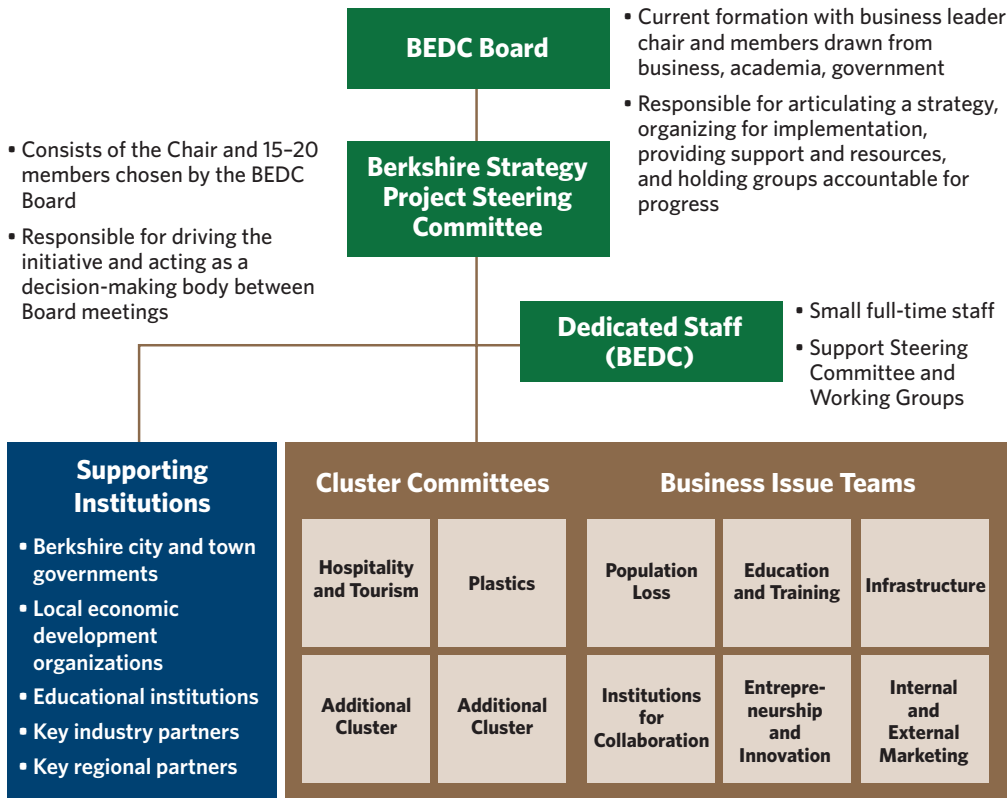 BEDC Board
• Current formation with business leader
chair and members drawn from
business, academia, government
• Responsible for articulating a strategy,
organizing for implementation,
providing support and resources,
and holding groups accountable for
progress
• Consists of the Chair and 15–20
members chosen by the BEDC
Board
• Responsible for driving the
initiative and acting as a
decision-making body between
Board meetings
Berkshire Strategy
Project Steering
Committee
Dedicated Staff
(BEDC)
• Small full-time staff
• Support Steering
Committee and
Working Groups
Supporting
Institutions
• Berkshire city and town
governments
• Local economic
development
organizations
• Educational institutions
• Key industry partners
• Key regional partners
Cluster Committees
Hospitality
and Tourism
Plastics
Additional
Cluster
Additional
Cluster
Business Issue Teams
Population
Loss
Education
and Training
Infrastructure
Institutions
for
Collaboration
Entrepre-
neurship
and
Innovation
Internal
and
External
Marketing